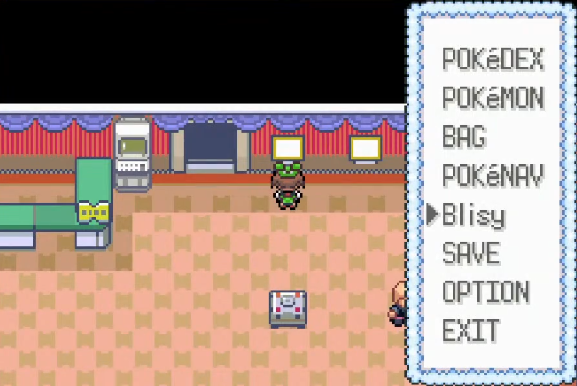 POKéDEX
POKéMON
BAG
POKéNAV
Blisy
SAVE
OPTION
EXIT